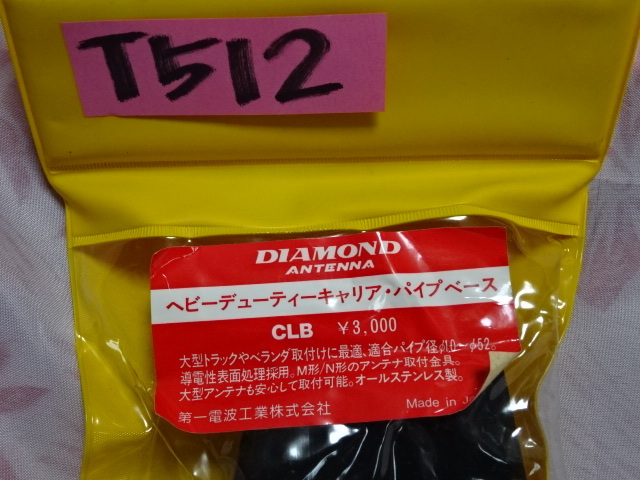 T512
DIAMOND
ANTENNA
ヘビーデューティーキャリア・パイプベース
CLB ￥3,000
大型トラックやベランダ取付けに最適、適合パイプ径φ10～φ52。
導電性表面処理採用。M形/N形のアンテナ取付金具。
大型アンテナも安心して取付可能。オールステンレス製。
第一電波工業株式会社
Made in